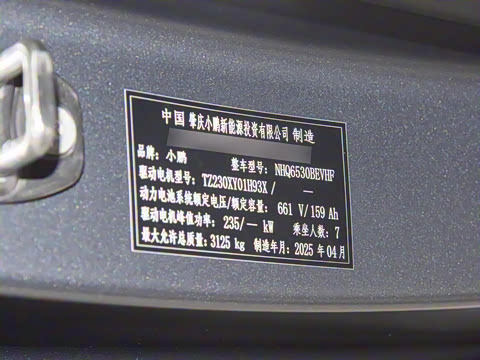 中国 肇庆小鹏新能源投资有限公司 制造
品牌：小鹏 整车型号：NHQ6530BEVHF
驱动电机型号：TZ230XY01H93X / —
动力电池系统额定电压/额定容量：661 V/159 Ah
驱动电机峰值功率：235/— kW 乘坐人数：7
最大允许总质量：3125 kg 制造年月：2025 年 04 月